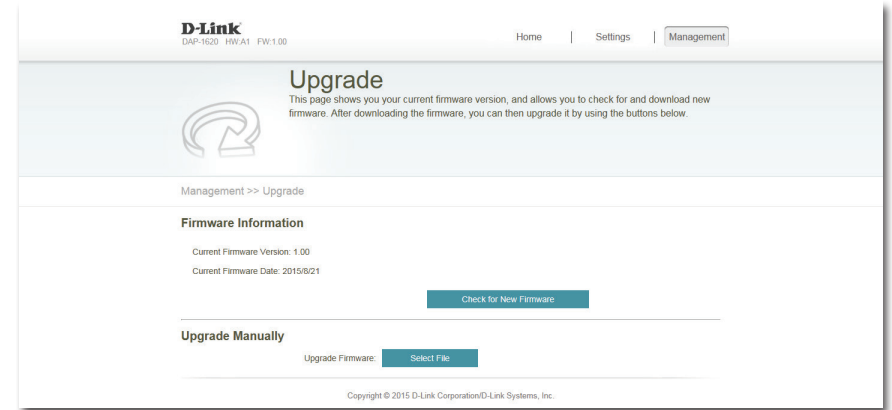 D-Link
DAP-1620 HW:A1 FW:1.00
Home | Settings | Management
Upgrade
This page shows you your current firmware version, and allows you to check for and download new
firmware. After downloading the firmware, you can then upgrade it by using the buttons below.
Management >> Upgrade
Firmware Information
Current Firmware Version: 1.00
Current Firmware Date: 2015/8/21
Check for New Firmware
Upgrade Manually
Upgrade Firmware: Select File
Copyright © 2015 D-Link Corporation/D-Link Systems, Inc.